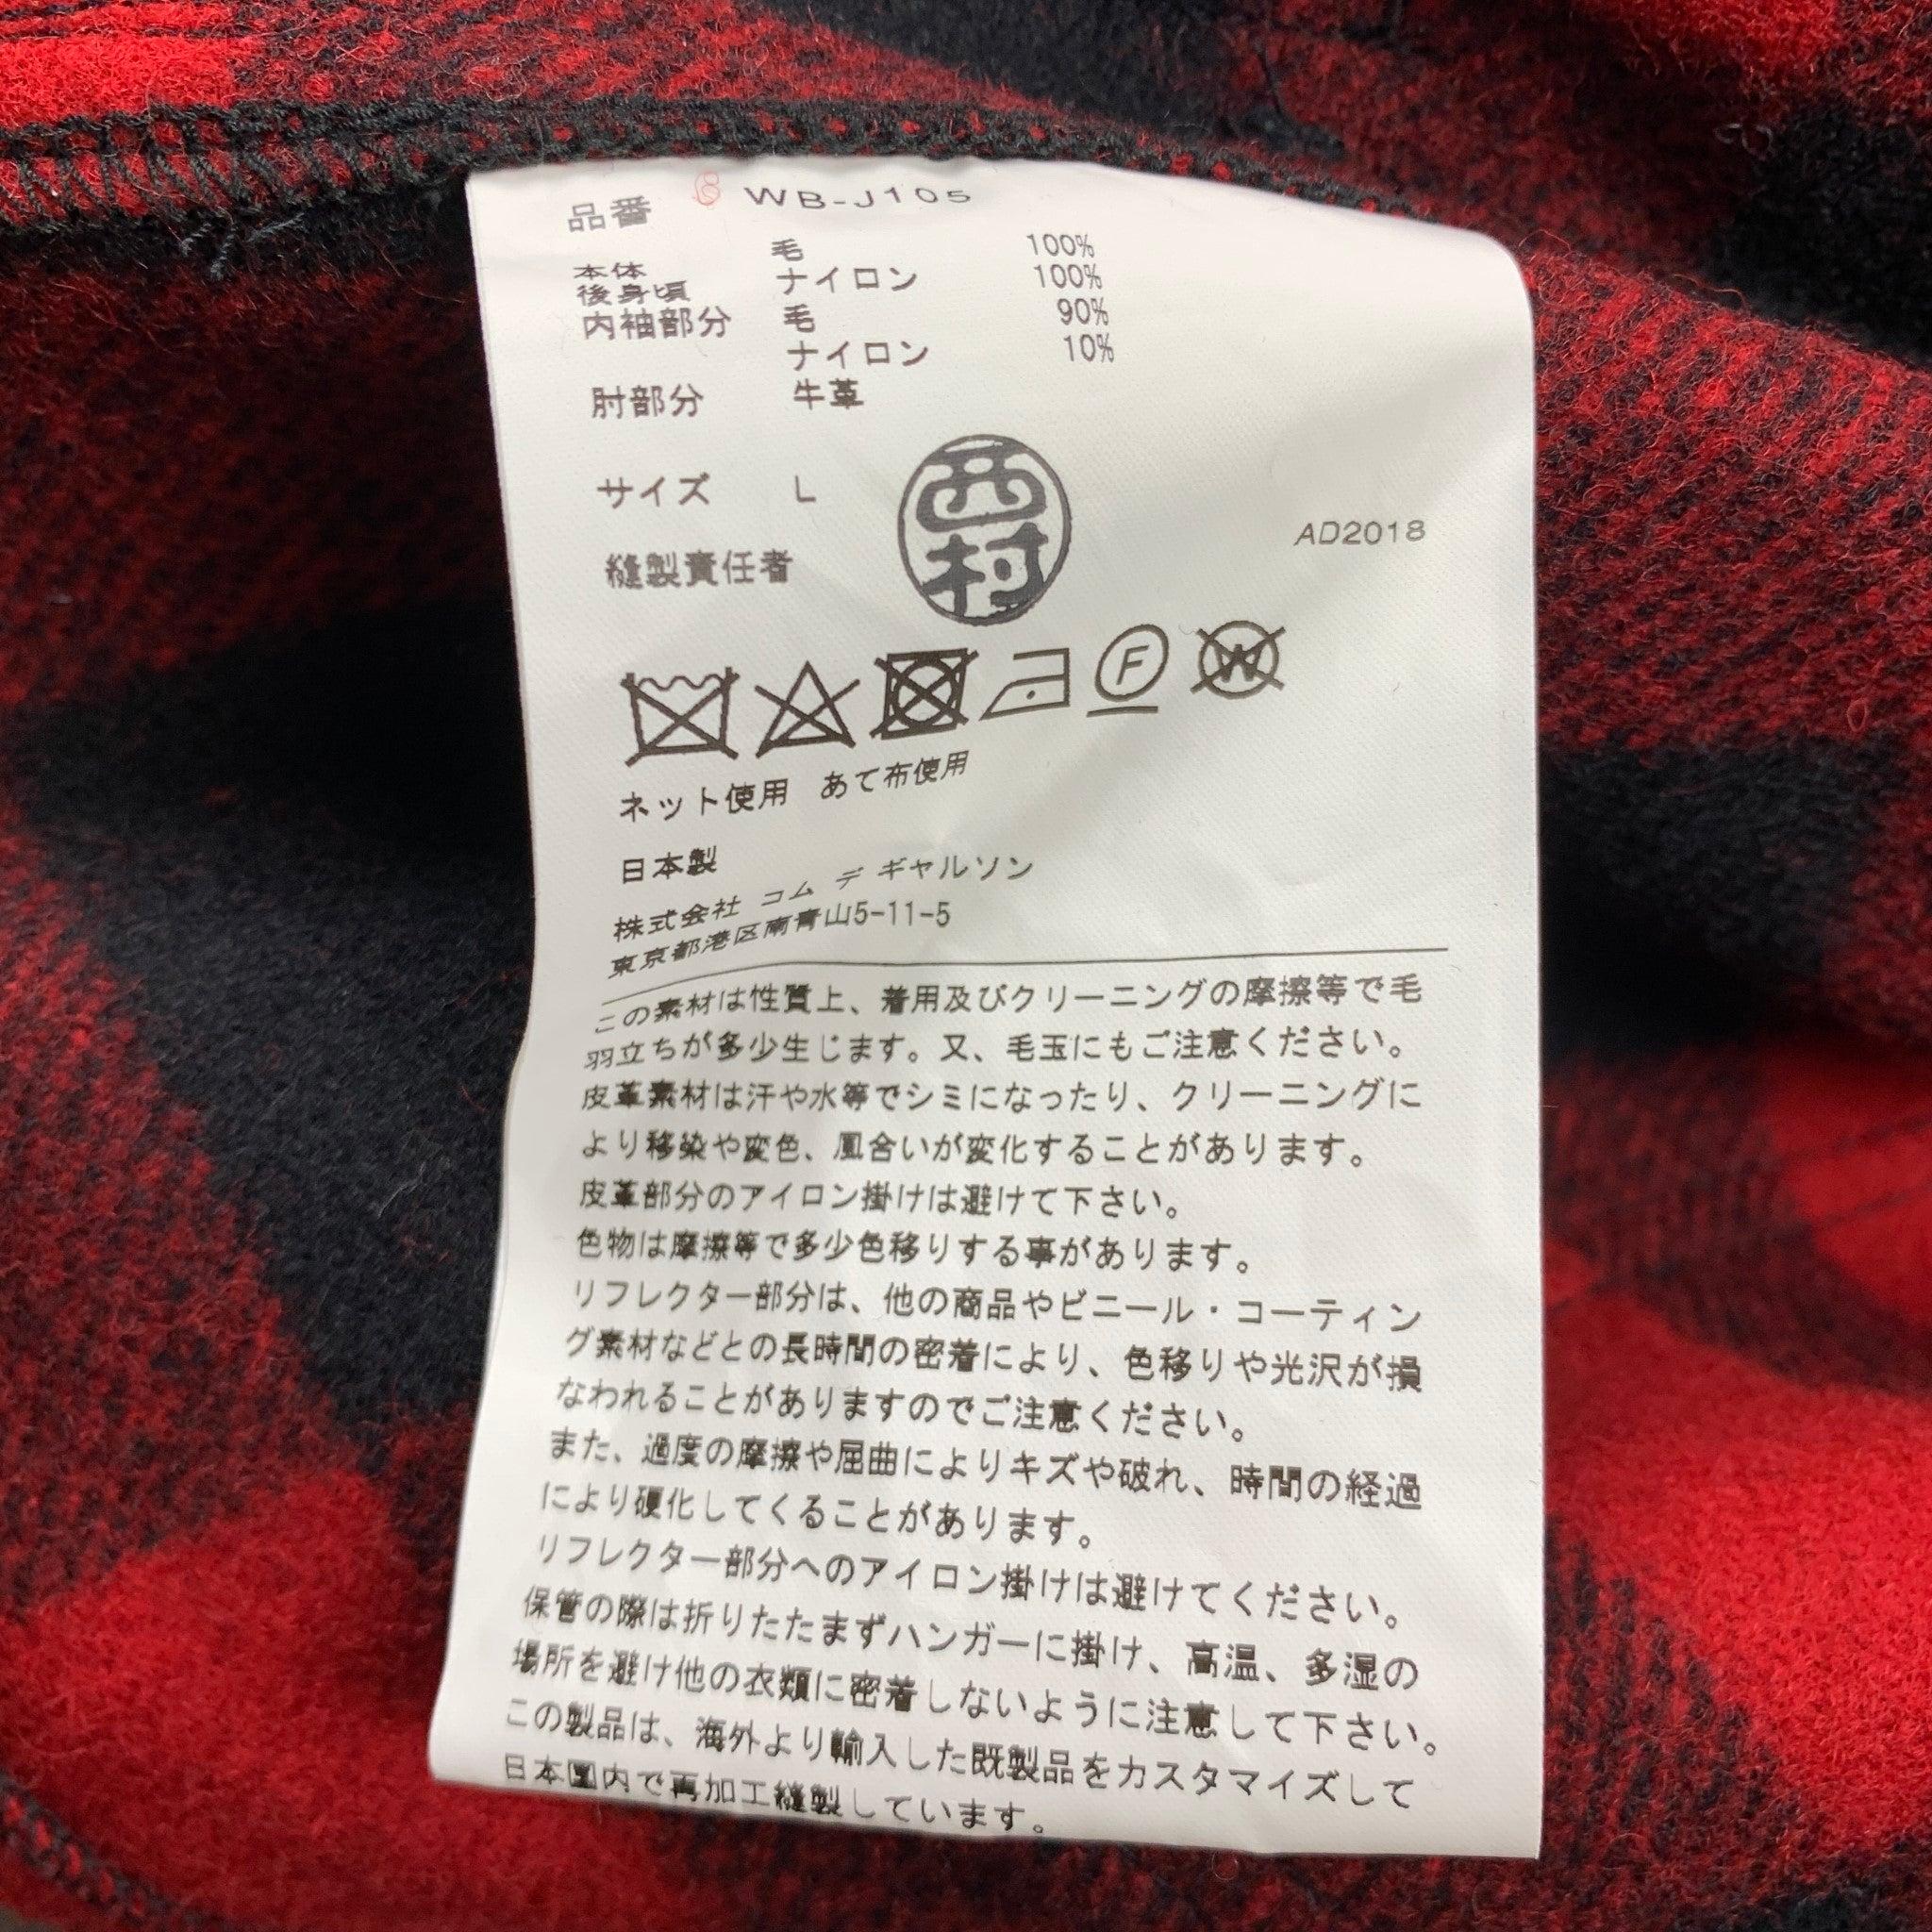 品番 WB-J105
本体 毛 100%
後身頃 ナイロン 100%
内袖部分 毛 90%
ナイロン 10%
肘部分 牛革
サイズ L
西村
AD2018
縫製責任者
F W
ネット使用 あて布使用
日本製
株式会社 コム デ ギャルソン
東京都港区南青山5-11-5
この素材は性質上、着用及びクリーニングの摩擦等で毛
羽立ちが多少生じます。又、毛玉にもご注意ください。
皮革素材は汗や水等でシミになったり、クリーニングに
より移染や変色、風合いが変化することがあります。
皮革部分のアイロン掛けは避けて下さい。
色物は摩擦等で多少色移りする事があります。
リフレクター部分は、他の商品やビニール・コーティン
グ素材などとの長時間の密着により、色移りや光沢が損
なわれることがありますのでご注意ください。
また、過度の摩擦や屈曲によりキズや破れ、時間の経過
により硬化してくることがあります。
リフレクター部分へのアイロン掛けは避けてください。
保管の際は折りたたまずハンガーに掛け、高温、多湿の
場所を避け他の衣類に密着しないように注意して下さい。
この製品は、海外より輸入した既製品をカスタマイズして
日本国内で再加工縫製しています。